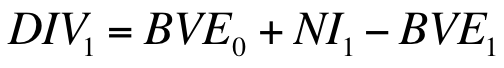 DIV₁ = BVE₀ + NI₁ − BVE₁